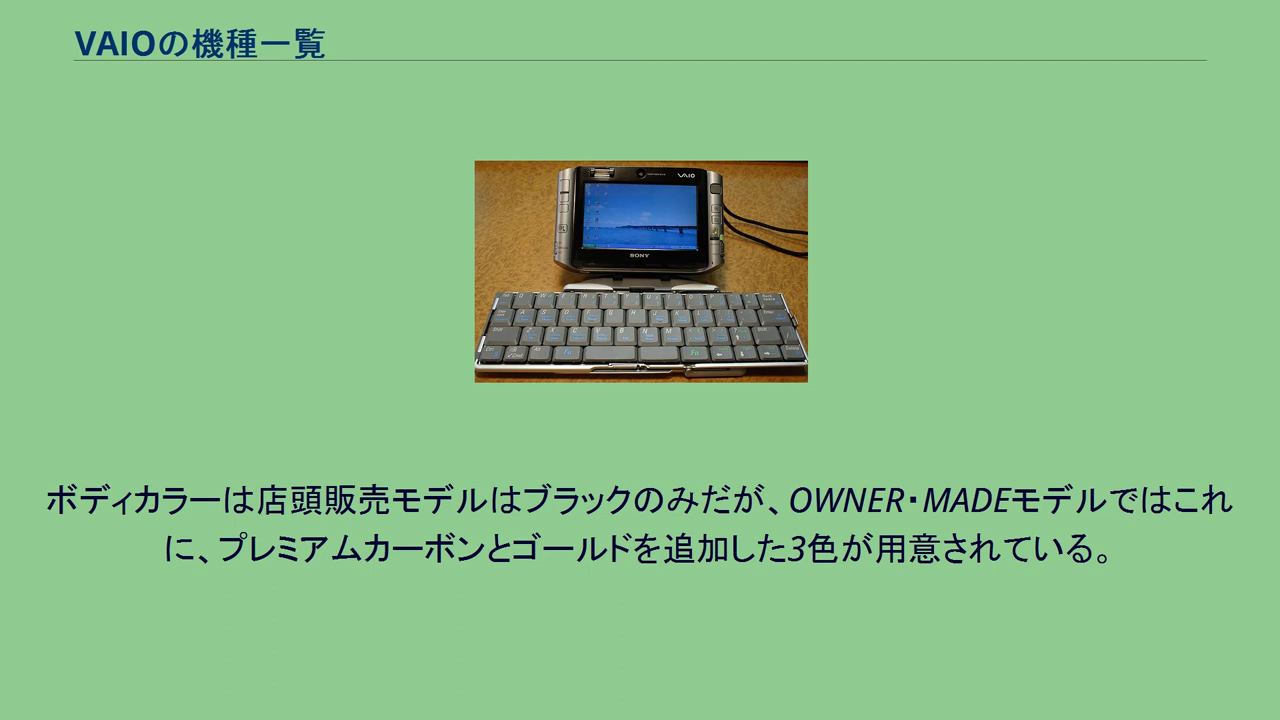 VAIOの機種一覧
VAIO
SONY
ボディカラーは店頭販売モデルはブラックのみだが、OWNER・MADEモデルではこれ
に、プレミアムカーボンとゴールドを追加した3色が用意されている。